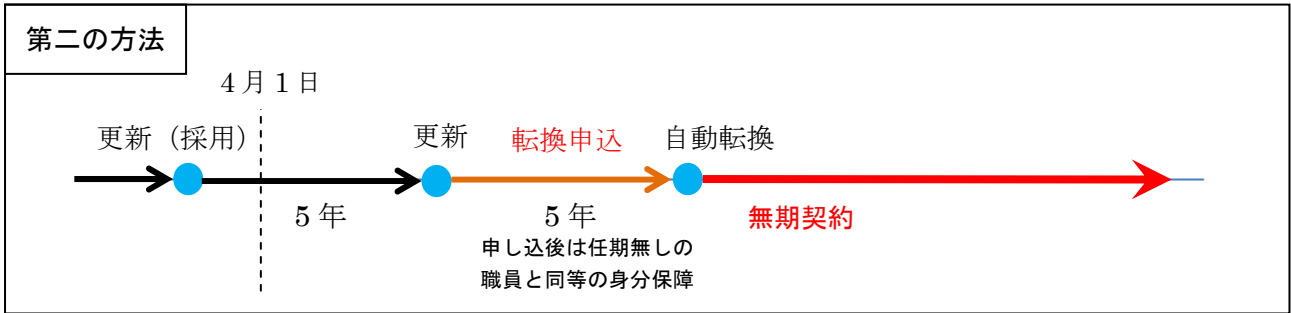 第二の方法
4月1日
更新（採用）
更新
転換申込
自動転換
5年
5年
無期契約
申し込後は任期無しの
職員と同等の身分保障